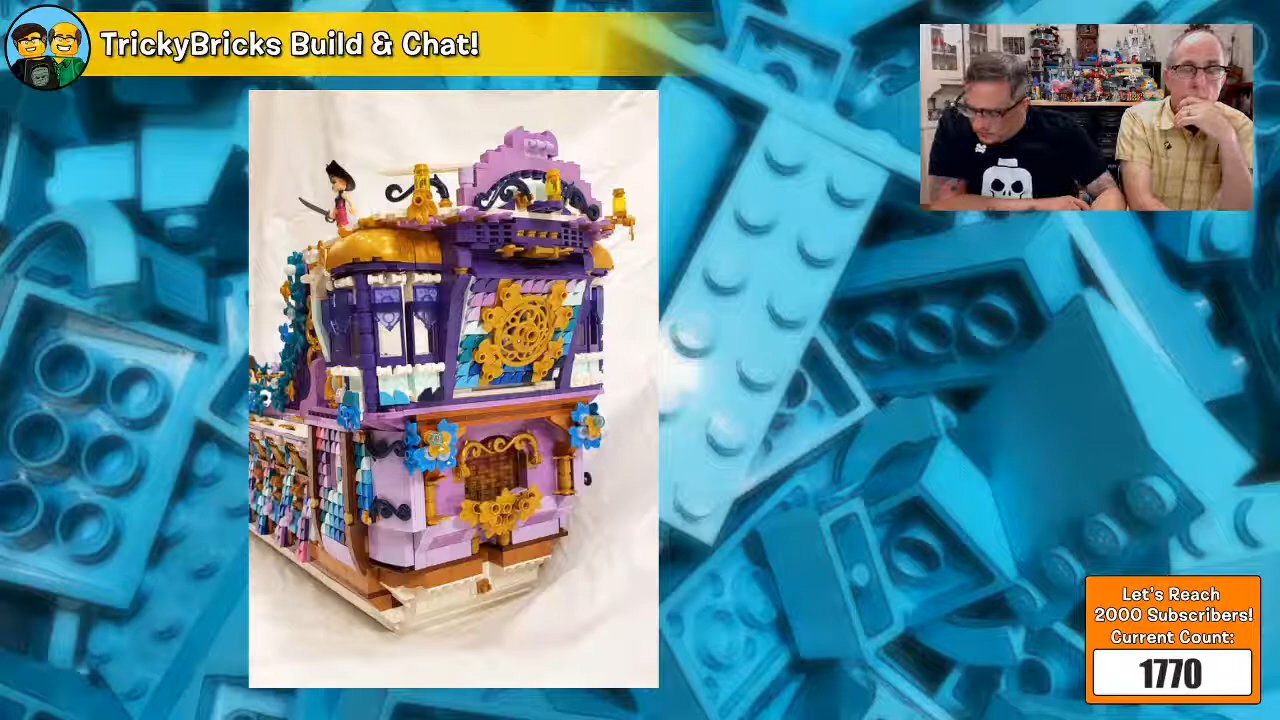 TrickyBricks Build & Chat!
Let's Reach
2000 Subscribers!
Current Count:
1770